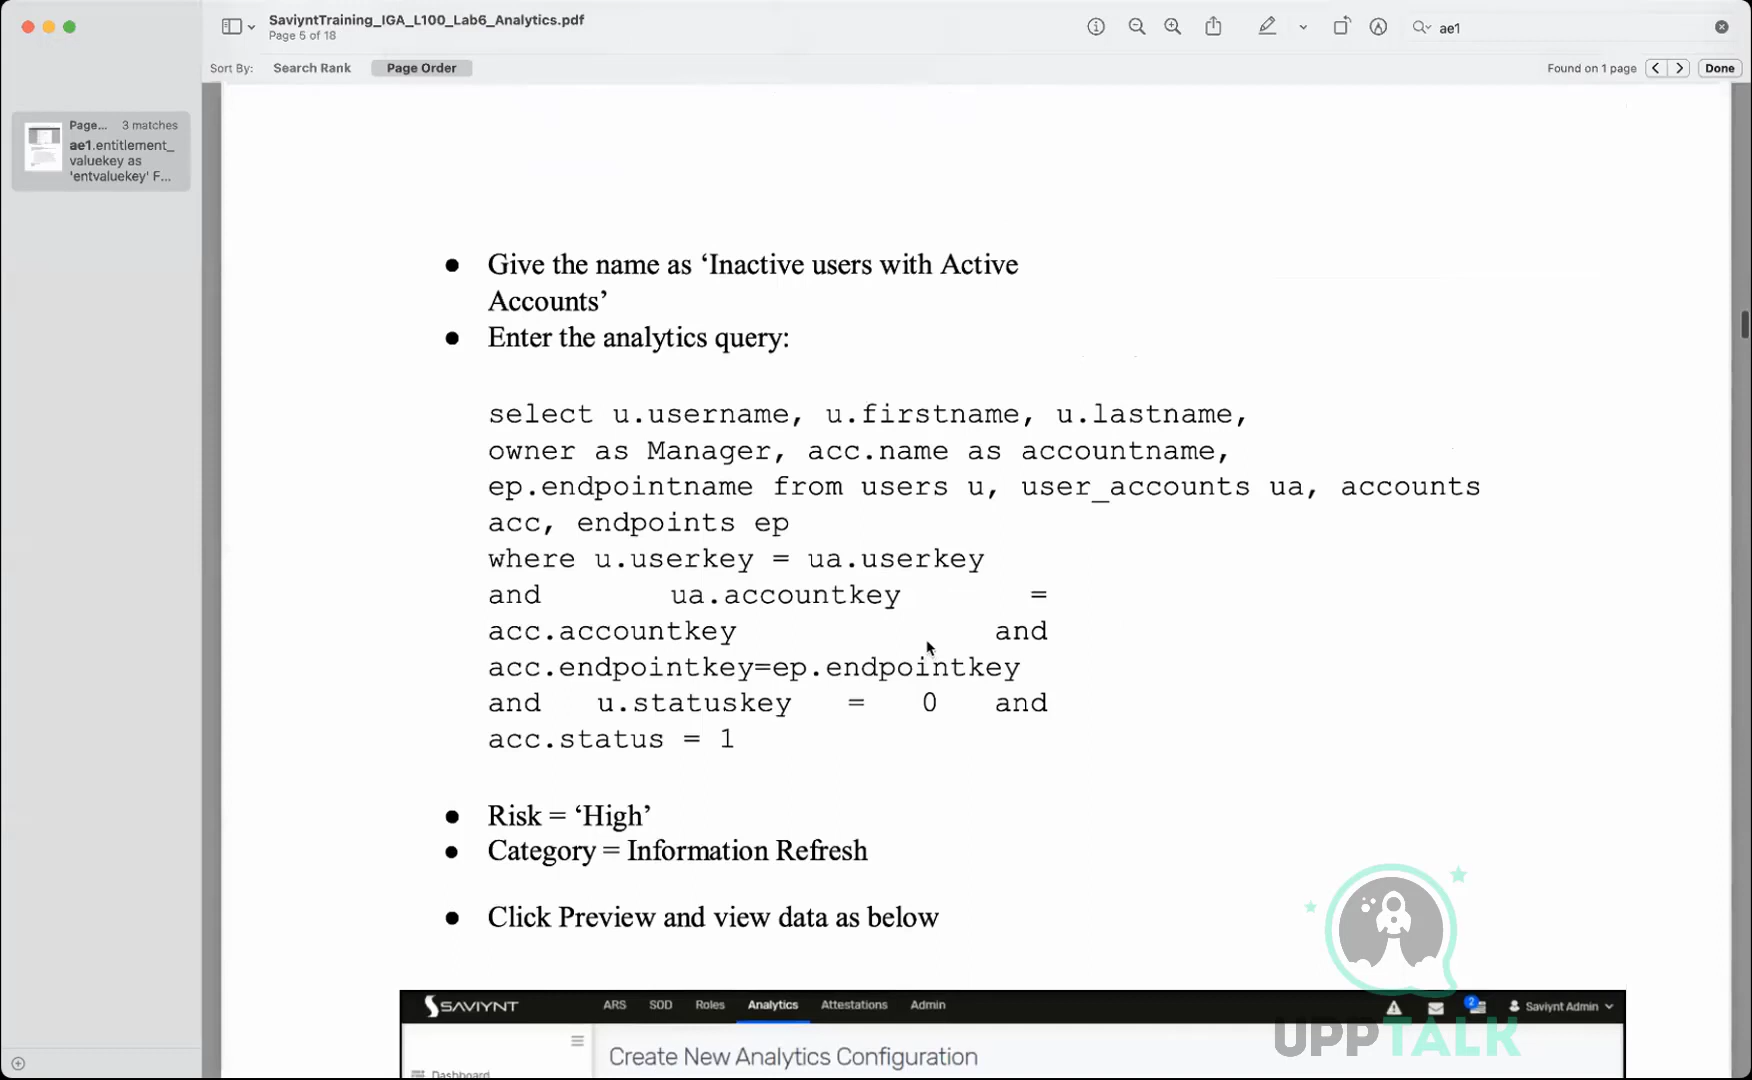 SaviyntTraining_IGA_L100_Lab6_Analytics.pdf
Page 5 of 18
ae1
Sort By: Search Rank Page Order
Found on 1 page Done
Page... 3 matches
ae1.entitlement_
valuekey as
'entvaluekey' F...
● Give the name as ‘Inactive users with Active
Accounts’
● Enter the analytics query:
select u.username, u.firstname, u.lastname,
owner as Manager, acc.name as accountname,
ep.endpointname from users u, user_accounts ua, accounts
acc, endpoints ep
where u.userkey = ua.userkey
and ua.accountkey =
acc.accountkey and
acc.endpointkey=ep.endpointkey
and u.statuskey = 0 and
acc.status = 1
● Risk = ‘High’
● Category = Information Refresh
● Click Preview and view data as below
SAVIYNT ARS SOD Roles Analytics Attestations Admin 2 Saviynt Admin
Create New Analytics Configuration
Dashboard
UPPTALK